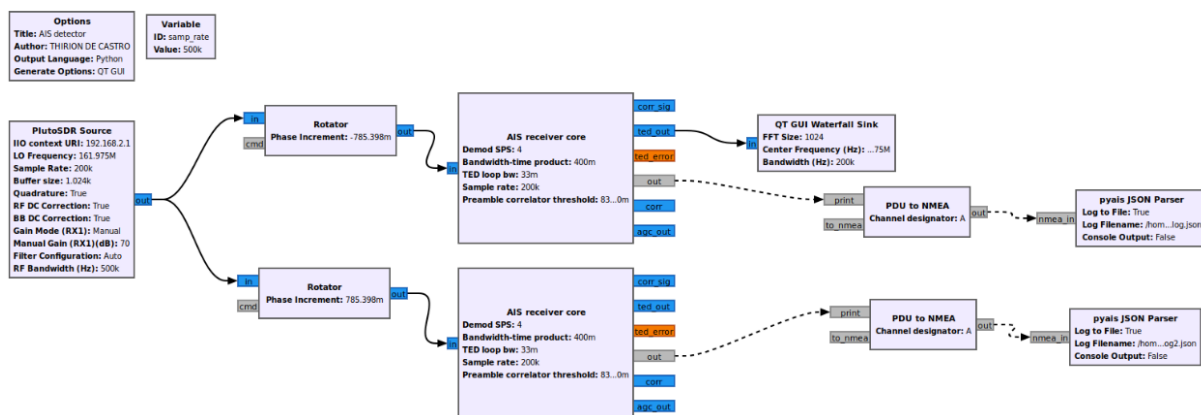 Options
Title: AIS detector
Author: THIRION DE CASTRO
Output Language: Python
Generate Options: QT GUI
Variable
ID: samp_rate
Value: 500k
PlutoSDR Source
IIO context URI: 192.168.2.1
LO Frequency: 161.975M
Sample Rate: 200k
Buffer size: 1.024k
Quadrature: True
RF DC Correction: True
BB DC Correction: True
Gain Mode (RX1): Manual
Manual Gain (RX1)(dB): 70
Filter Configuration: Auto
RF Bandwidth (Hz): 500k
out
in
cmd
Rotator
Phase Increment: -785.398m
out
in
AIS receiver core
Demod SPS: 4
Bandwidth-time product: 400m
TED loop bw: 33m
Sample rate: 200k
Preamble correlator threshold: 83...0m
corr_sig
ted_out
ted_error
out
corr
agc_out
in
QT GUI Waterfall Sink
FFT Size: 1024
Center Frequency (Hz): ...75M
Bandwidth (Hz): 200k
print
to_nmea
PDU to NMEA
Channel designator: A
out
nmea_in
pyais JSON Parser
Log to File: True
Log Filename: /hom...log.json
Console Output: False
in
cmd
Rotator
Phase Increment: 785.398m
out
in
AIS receiver core
Demod SPS: 4
Bandwidth-time product: 400m
TED loop bw: 33m
Sample rate: 200k
Preamble correlator threshold: 83...0m
corr_sig
ted_out
ted_error
out
corr
agc_out
print
to_nmea
PDU to NMEA
Channel designator: A
out
nmea_in
pyais JSON Parser
Log to File: True
Log Filename: /hom...og2.json
Console Output: False